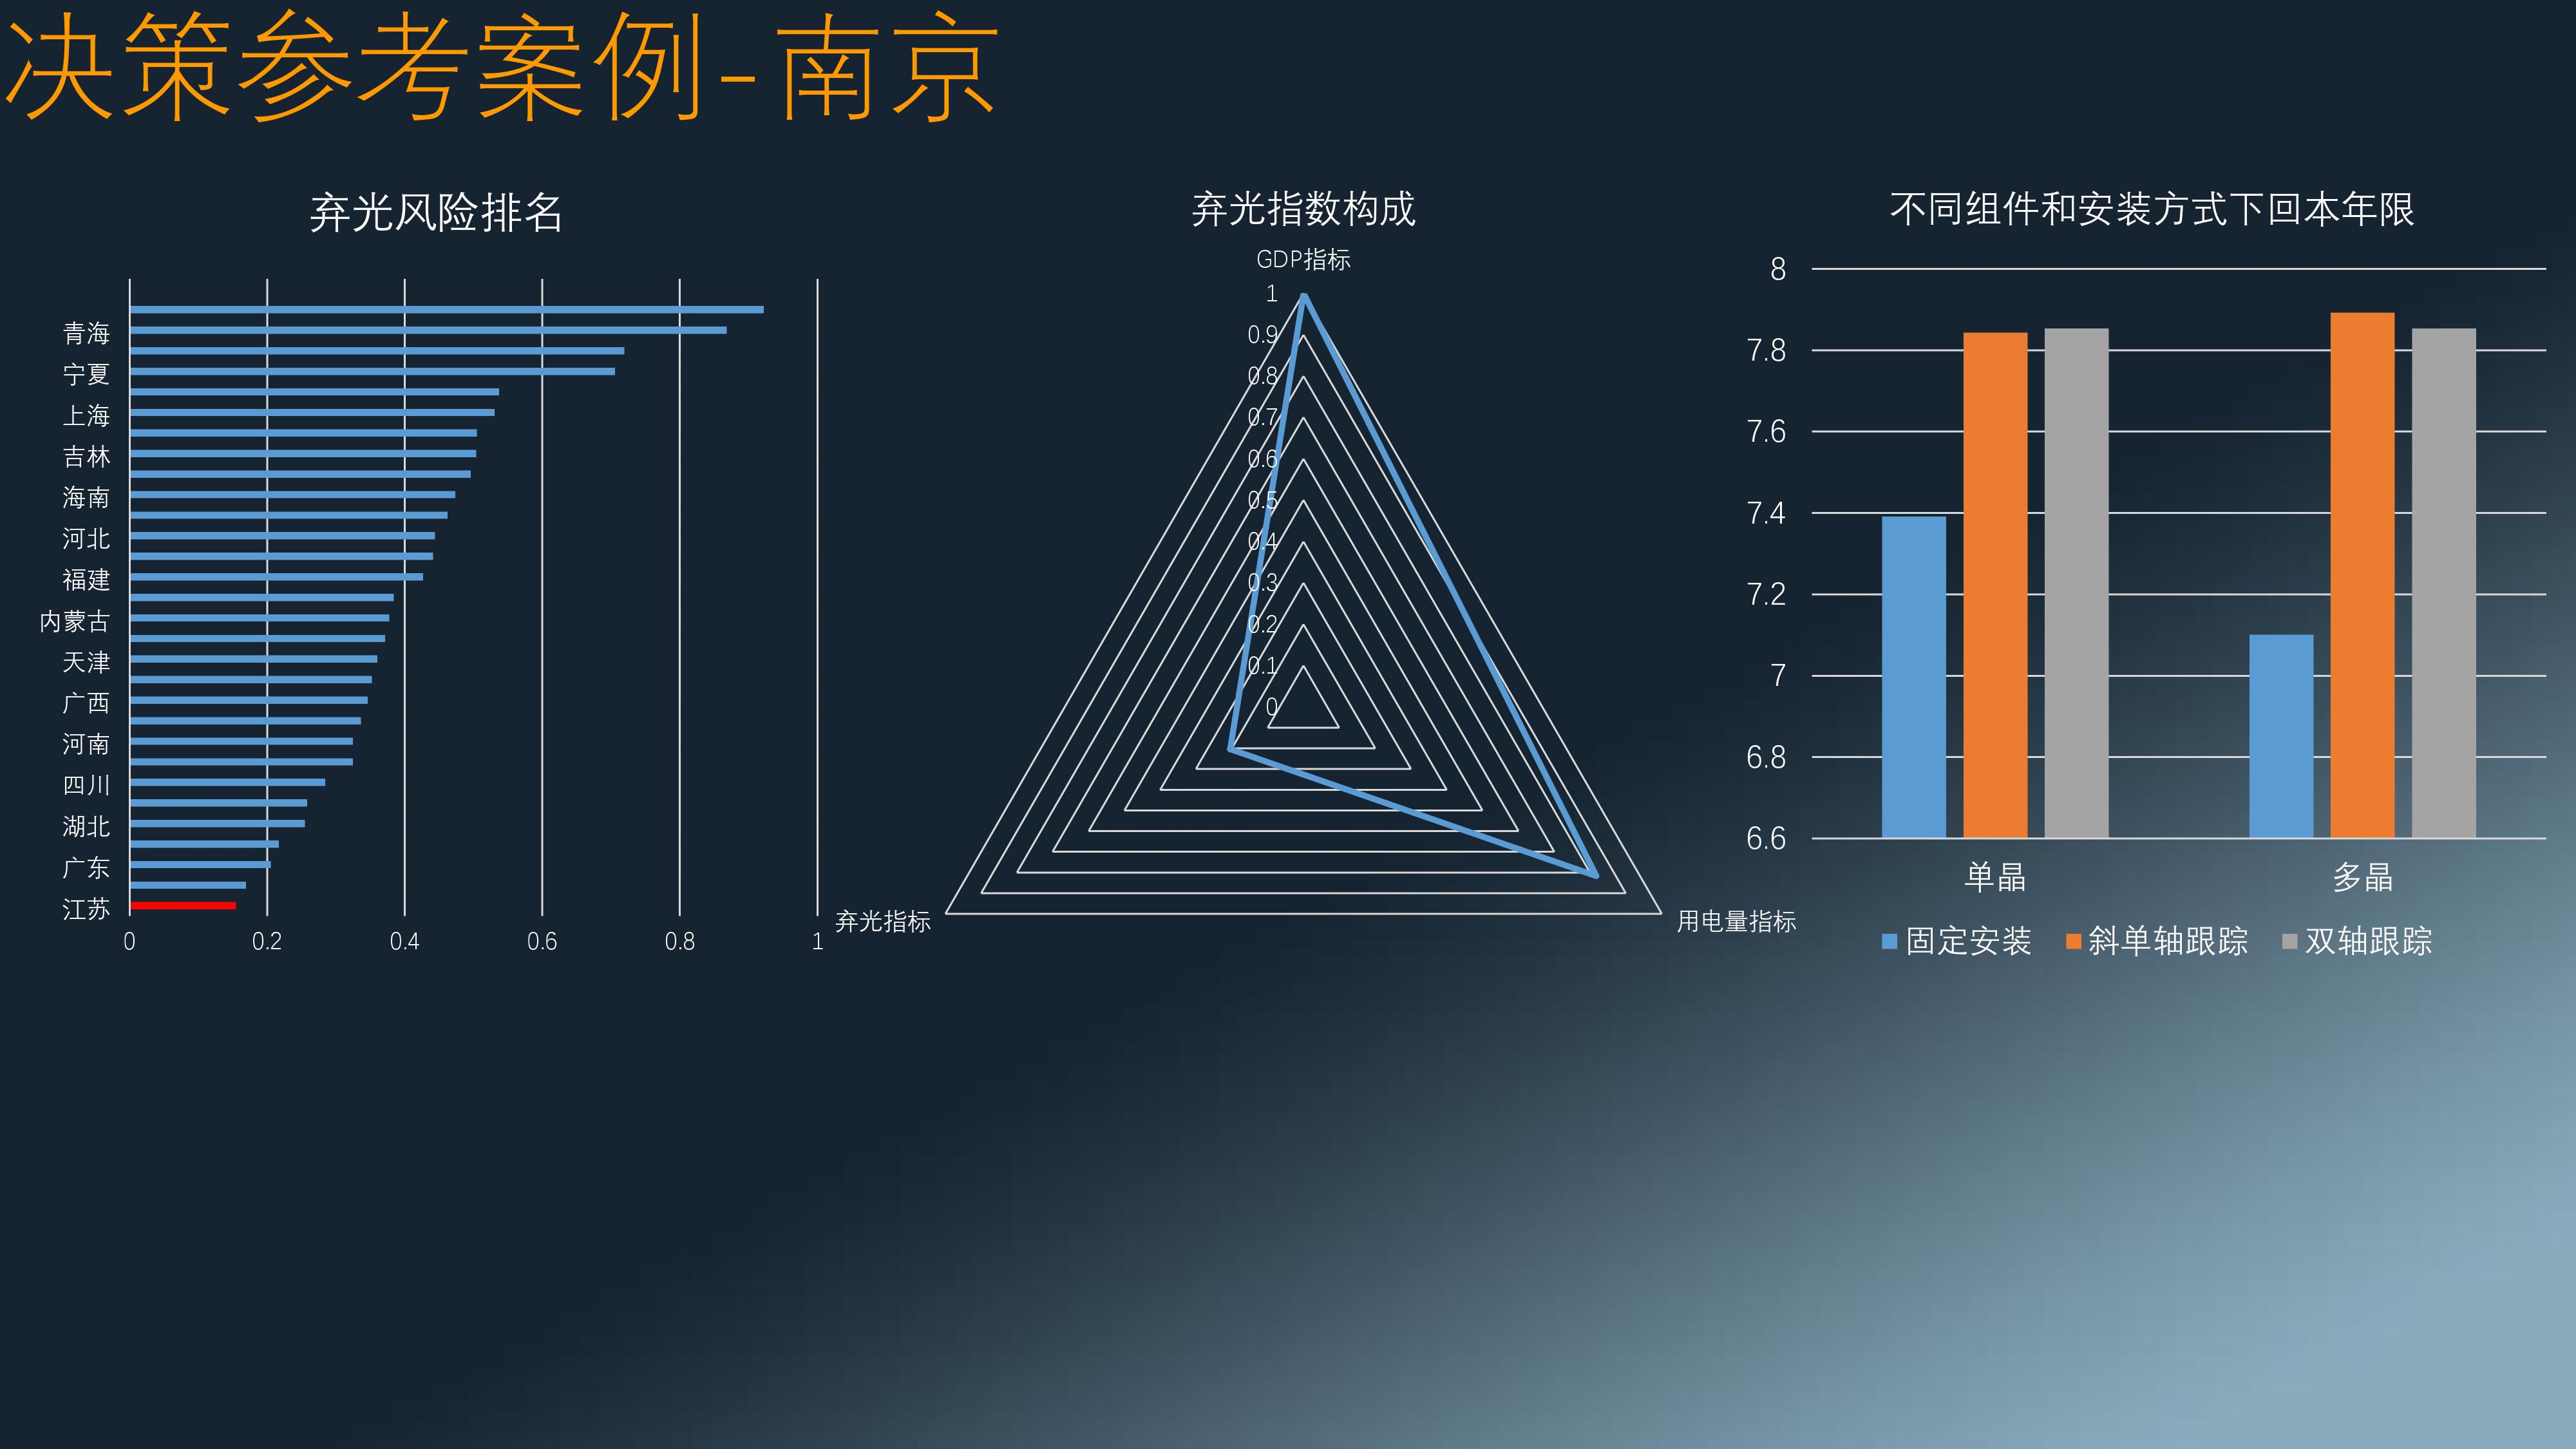 决策参考案例-南京
弃光风险排名
青海
宁夏
上海
吉林
海南
河北
福建
内蒙古
天津
广西
河南
四川
湖北
广东
江苏
0 0.2 0.4 0.6 0.8 1
弃光指数构成
GDP指标
1
0.9
0.8
0.7
0.6
0.5
0.4
0.3
0.2
0.1
0
弃光指标
用电量指标
不同组件和安装方式下回本年限
8
7.8
7.6
7.4
7.2
7
6.8
6.6
单晶 多晶
固定安装 斜单轴跟踪 双轴跟踪